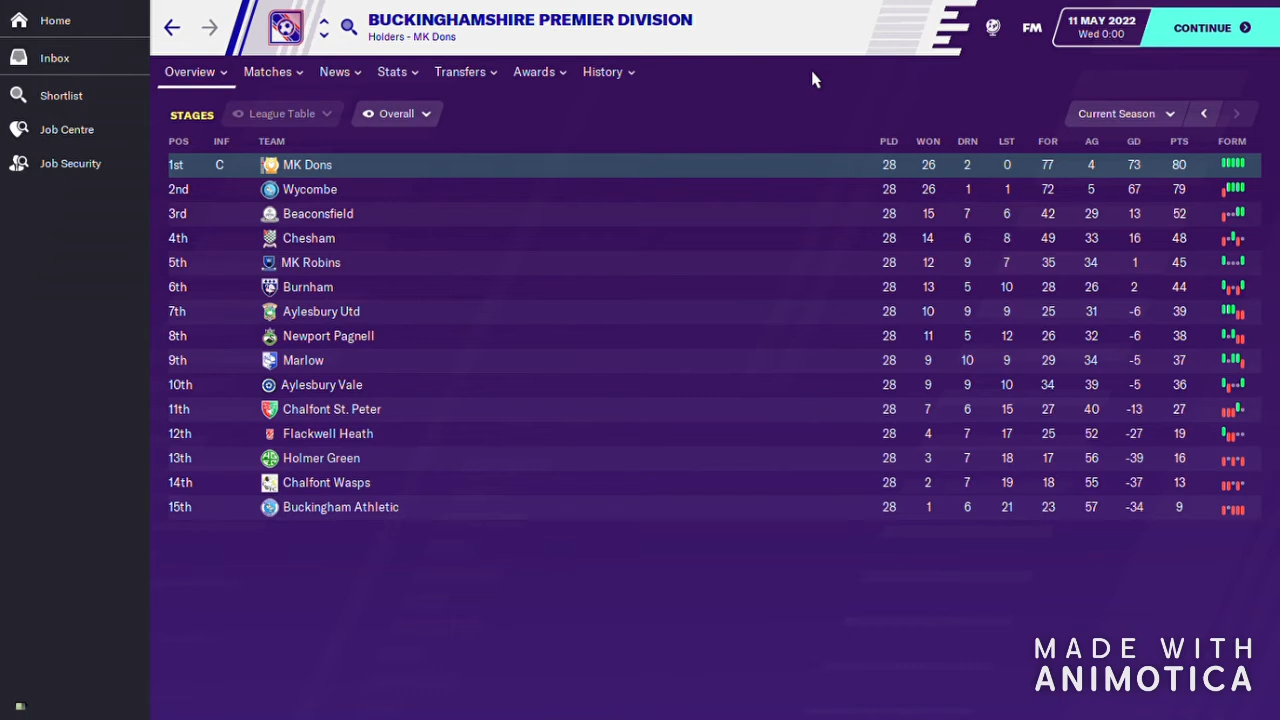 Home
Inbox
Shortlist
Job Centre
Job Security
BUCKINGHAMSHIRE PREMIER DIVISION
Holders - MK Dons
FM
11 MAY 2022
Wed 0:00
CONTINUE
Overview Matches News Stats Transfers Awards History
STAGES League Table Overall Current Season
POS INF TEAM PLD WON DRN LST FOR AG GD PTS FORM
1st C MK Dons 28 26 2 0 77 4 73 80
2nd Wycombe 28 26 1 1 72 5 67 79
3rd Beaconsfield 28 15 7 6 42 29 13 52
4th Chesham 28 14 6 8 49 33 16 48
5th MK Robins 28 12 9 7 35 34 1 45
6th Burnham 28 13 5 10 28 26 2 44
7th Aylesbury Utd 28 10 9 9 25 31 -6 39
8th Newport Pagnell 28 11 5 12 26 32 -6 38
9th Marlow 28 9 10 9 29 34 -5 37
10th Aylesbury Vale 28 9 9 10 34 39 -5 36
11th Chalfont St. Peter 28 7 6 15 27 40 -13 27
12th Flackwell Heath 28 4 7 17 25 52 -27 19
13th Holmer Green 28 3 7 18 17 56 -39 16
14th Chalfont Wasps 28 2 7 19 18 55 -37 13
15th Buckingham Athletic 28 1 6 21 23 57 -34 9
MADE WITH
ANIMOTICA